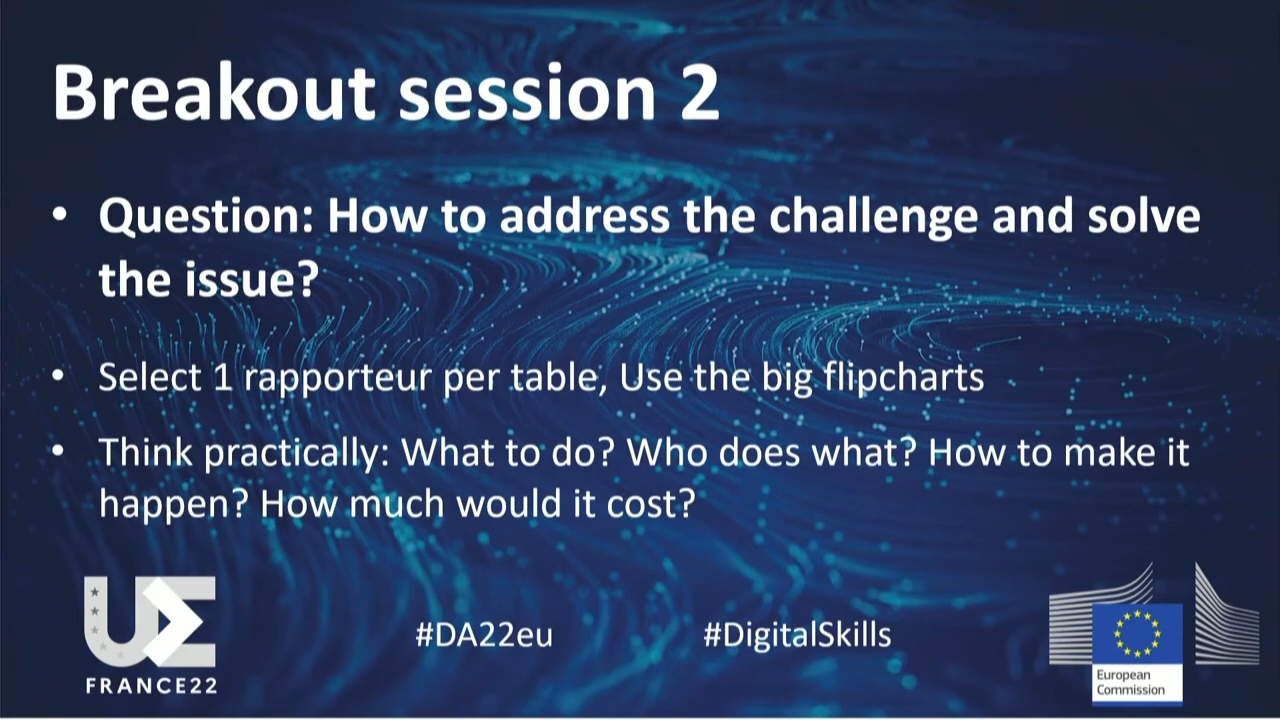 Breakout session 2
• Question: How to address the challenge and solve
the issue?
• Select 1 rapporteur per table, Use the big flipcharts
• Think practically: What to do? Who does what? How to make it
happen? How much would it cost?
UE
FRANCE22
#DA22eu
#DigitalSkills
European
Commission